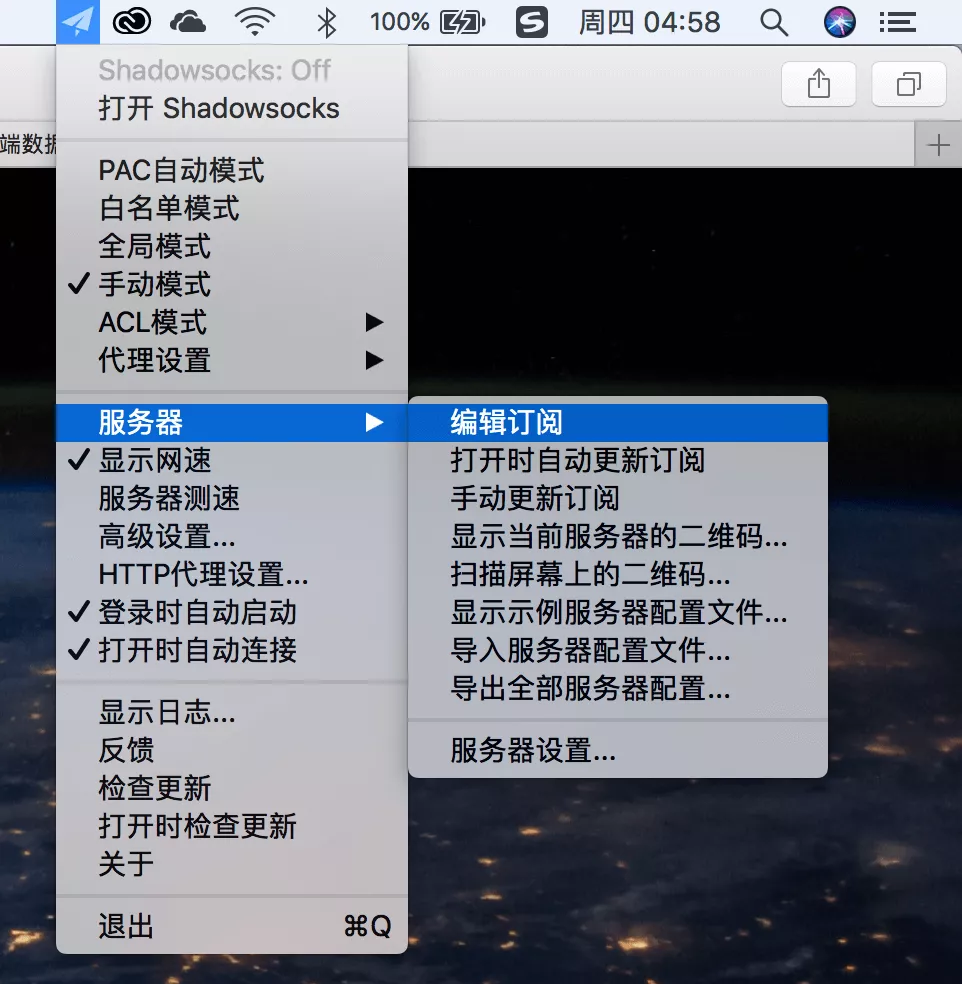 100% 周四 04:58
Shadowsocks: Off
打开 Shadowsocks
端数据
PAC自动模式
白名单模式
全局模式
✓ 手动模式
ACL模式
代理设置
服务器
✓ 显示网速
服务器测速
高级设置...
HTTP代理设置...
✓ 登录时自动启动
✓ 打开时自动连接
显示日志...
反馈
检查更新
打开时检查更新
关于
退出 ⌘Q
编辑订阅
打开时自动更新订阅
手动更新订阅
显示当前服务器的二维码...
扫描屏幕上的二维码...
显示示例服务器配置文件...
导入服务器配置文件...
导出全部服务器配置...
服务器设置...